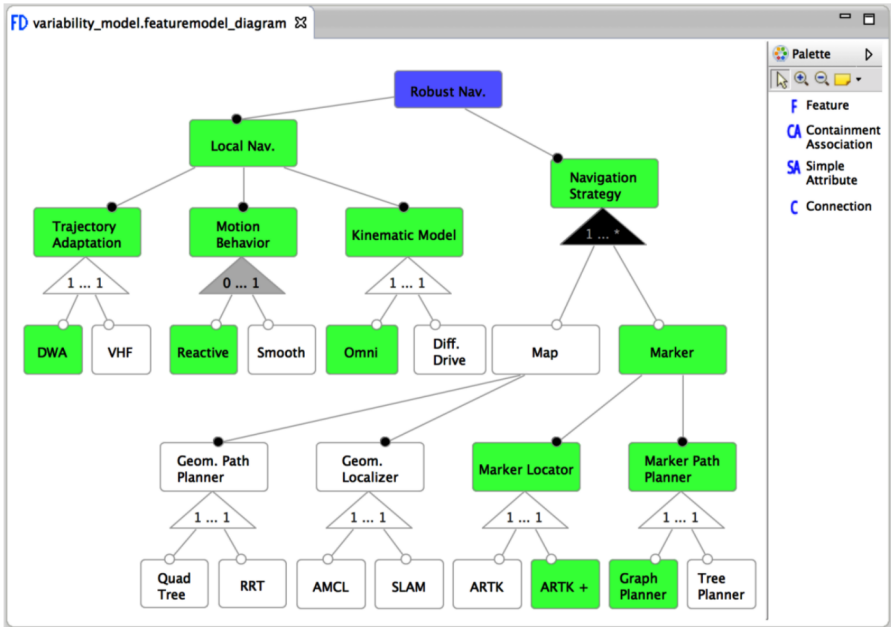 FD variability_model.featuremodel_diagram
Palette
F Feature
CA Containment
Association
SA Simple
Attribute
C Connection
Robust Nav.
Local Nav.
Navigation
Strategy
1 ... *
Trajectory
Adaptation
Motion
Behavior
Kinematic Model
1 ... 1
0 ... 1
1 ... 1
DWA
VHF
Reactive
Smooth
Omni
Diff.
Drive
Map
Marker
Geom. Path
Planner
Geom.
Localizer
Marker Locator
Marker Path
Planner
1 ... 1
1 ... 1
1 ... 1
1 ... 1
Quad
Tree
RRT
AMCL
SLAM
ARTK
ARTK +
Graph
Planner
Tree
Planner